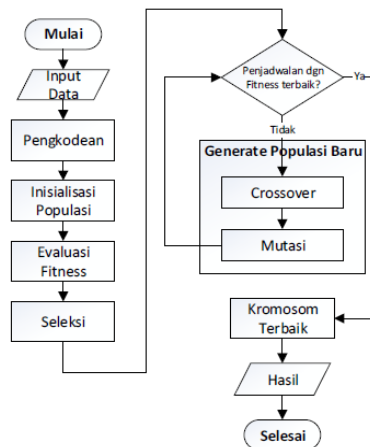 Mulai
Input
Data
Pengkodean
Inisialisasi
Populasi
Evaluasi
Fitness
Seleksi
Penjadwalan dgn
Fitness terbaik?
Ya
Tidak
Generate Populasi Baru
Crossover
Mutasi
Kromosom
Terbaik
Hasil
Selesai